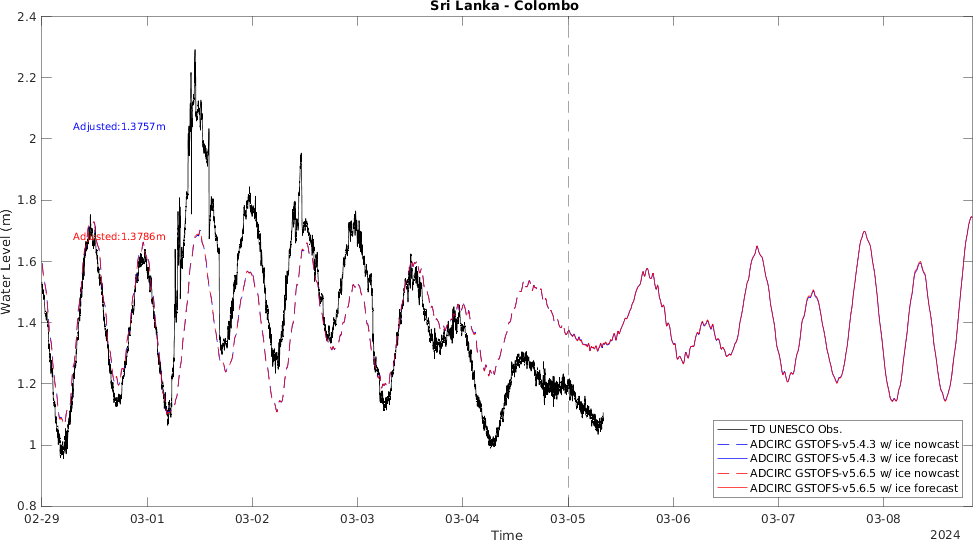 Sri Lanka - Colombo
2.4
2.2
2
1.8
1.6
1.4
1.2
1
0.8
Water Level (m)
Adjusted:1.3757m
Adjusted:1.3786m
TD UNESCO Obs.
ADCIRC GSTOFS-v5.4.3 w/ ice nowcast
ADCIRC GSTOFS-v5.4.3 w/ ice forecast
ADCIRC GSTOFS-v5.6.5 w/ ice nowcast
ADCIRC GSTOFS-v5.6.5 w/ ice forecast
02-29 03-01 03-02 03-03 03-04 03-05 03-06 03-07 03-08
Time
2024